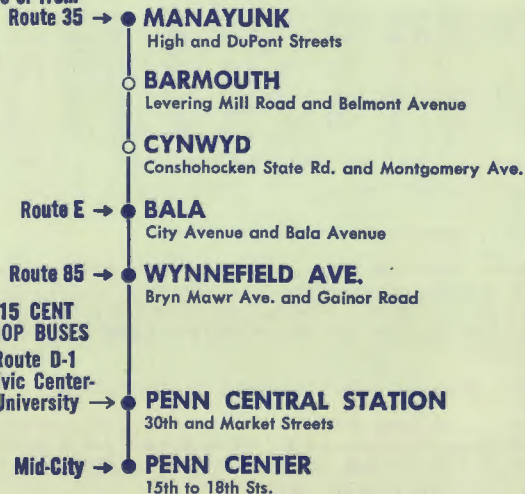 Route 35 → MANAYUNK
High and DuPont Streets
BARMOUTH
Levering Mill Road and Belmont Avenue
CYNWYD
Conshohocken State Rd. and Montgomery Ave.
Route E → BALA
City Avenue and Bala Avenue
Route 85 → WYNNEFIELD AVE.
Bryn Mawr Ave. and Gainor Road
15 CENT
OP BUSES
Route D-1
vic Center-
University → PENN CENTRAL STATION
30th and Market Streets
Mid-City → PENN CENTER
15th to 18th Sts.